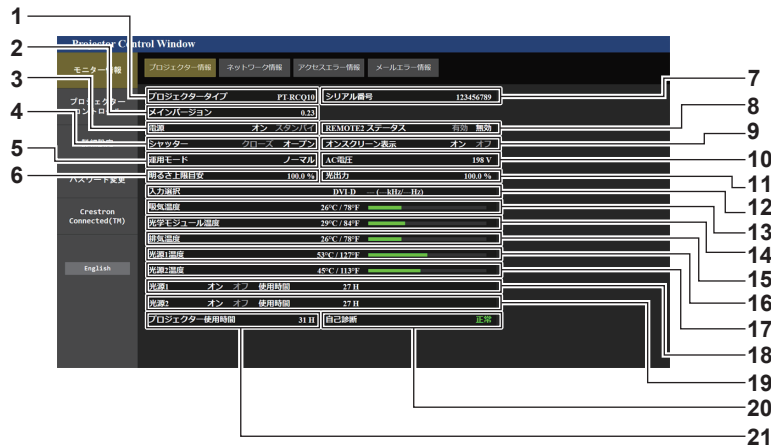 Projector Control Window
モニター情報
プロジェクター情報 ネットワーク情報 アクセスエラー情報 メールエラー情報
プロジェクター
コントロール
パスワード変更
Crestron
Connected(TM)
English
プロジェクタータイプ PT-RCQ10 シリアル番号 123456789
メインバージョン 0.23
電源 オン スタンバイ REMOTE2 ステータス 有効 無効
シャッター クローズ オープン オンスクリーン表示 オン オフ
運用モード ノーマル AC電圧 198 V
明るさ上限目安 100.0 % 光出力 100.0 %
入力選択 DVI-D ---(---kHz/---Hz)
吸気温度 26°C / 78°F
光学モジュール温度 29°C / 84°F
排気温度 26°C / 78°F
光源1温度 53°C / 127°F
光源2温度 45°C / 113°F
光源1 オン オフ 使用時間 27 H
光源2 オン オフ 使用時間 27 H
プロジェクター使用時間 31 H 自己診断 正常
1
2
3
4
5
6
7
8
9
10
11
12
13
14
15
16
17
18
19
20
21